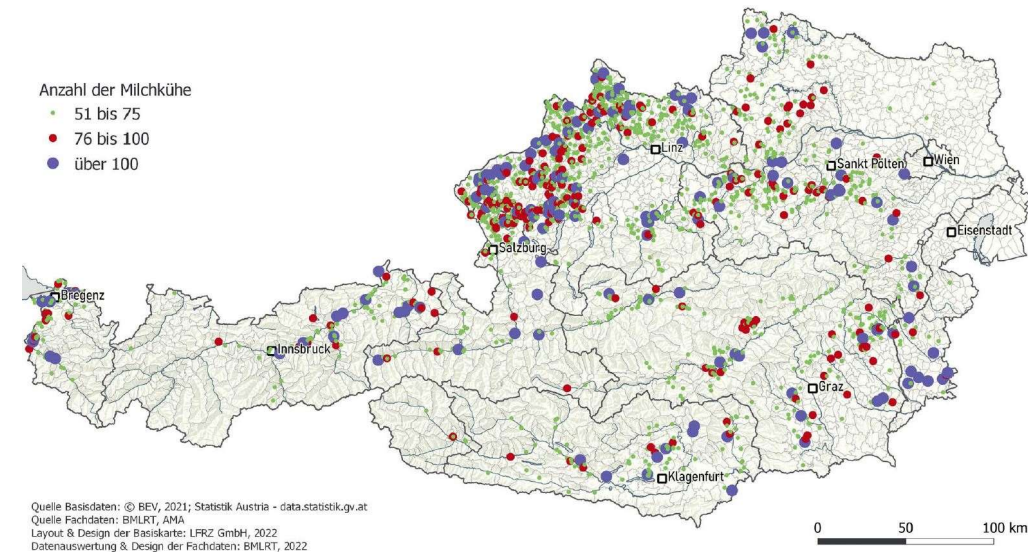 Anzahl der Milchkühe
51 bis 75
76 bis 100
über 100
Linz
Sankt Pölten
Wien
Eisenstadt
Salzburg
Bregenz
Innsbruck
Graz
Klagenfurt
Quelle Basisdaten: © BEV, 2021; Statistik Austria - data.statistik.gv.at
Quelle Fachdaten: BMLRT, AMA
Layout & Design der Basiskarte: LFRZ GmbH, 2022
Datenauswertung & Design der Fachdaten: BMLRT, 2022
0 50 100 km